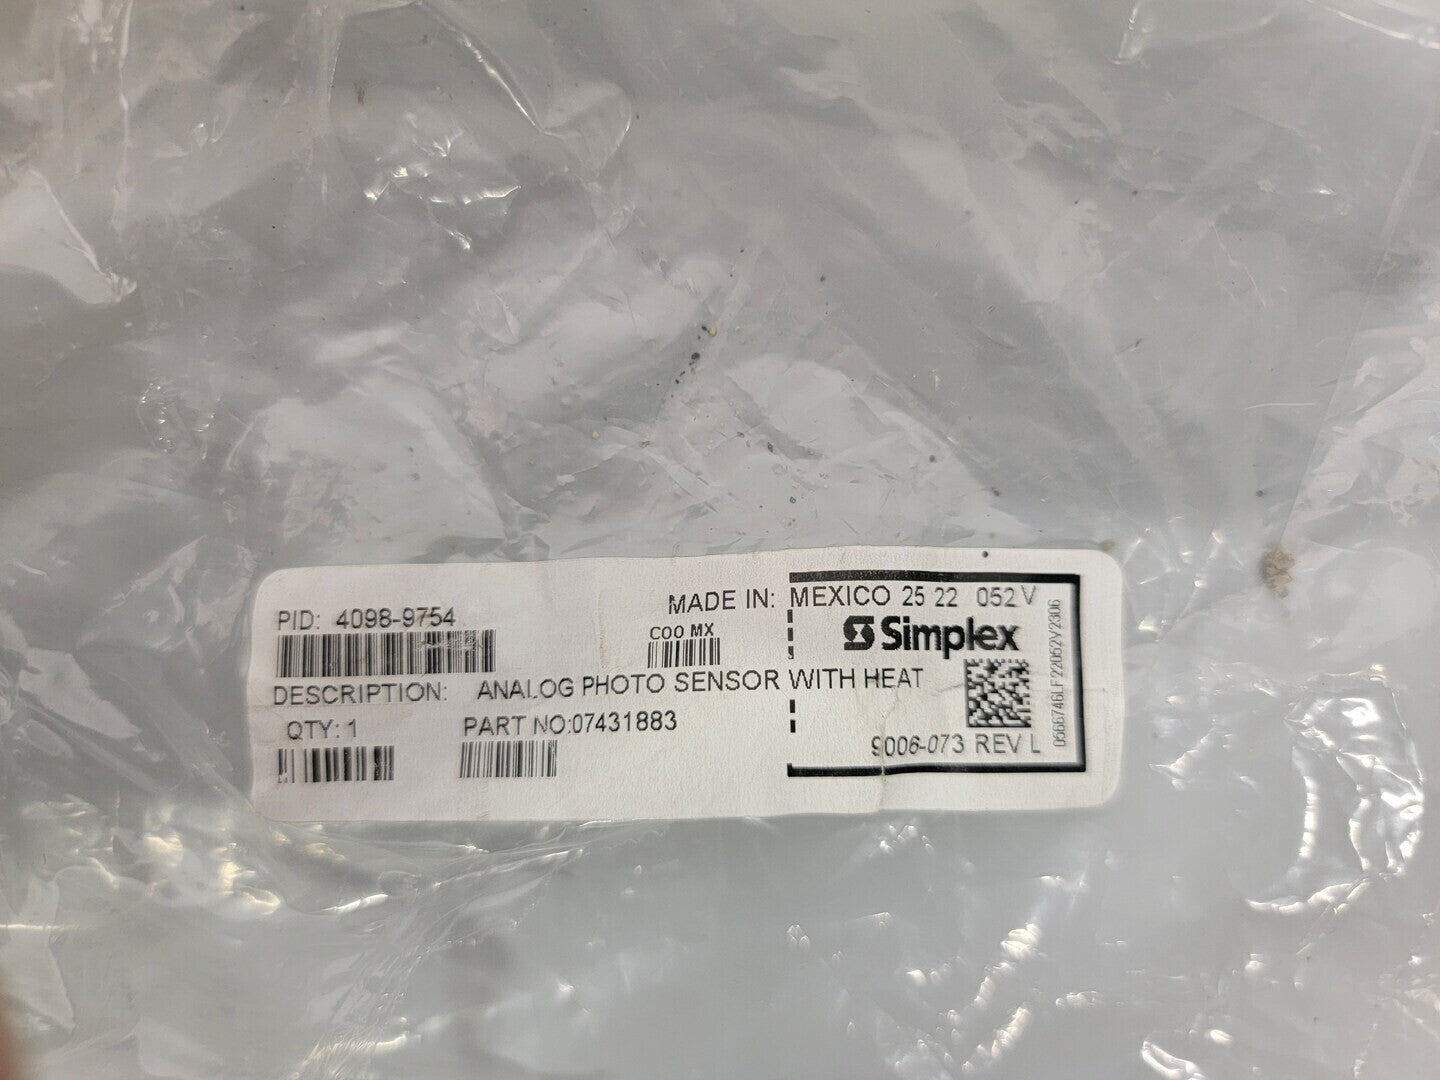 PID: 4098-9754
MADE IN: MEXICO 25 22 052 V
COO MX
Simplex
DESCRIPTION: ANALOG PHOTO SENSOR WITH HEAT
QTY: 1
PART NO:07431883
9006-073 REV L